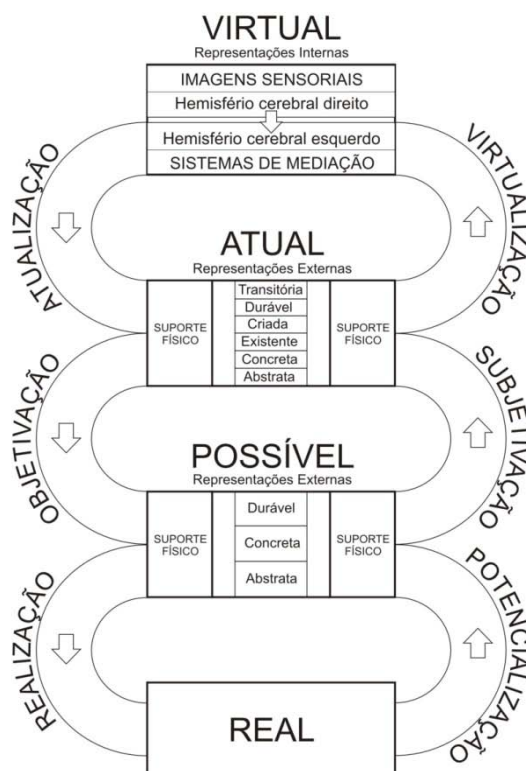 VIRTUAL
Representações Internas
IMAGENS SENSORIAIS
Hemisfério cerebral direito
Hemisfério cerebral esquerdo
SISTEMAS DE MEDIAÇÃO
ATUALIZAÇÃO
VIRTUALIZAÇÃO
ATUAL
Representações Externas
SUPORTE
FÍSICO
Transitória
Durável
Criada
Existente
Concreta
Abstrata
SUPORTE
FÍSICO
OBJETIVAÇÃO
SUBJETIVAÇÃO
POSSÍVEL
Representações Externas
SUPORTE
FÍSICO
Durável
Concreta
Abstrata
SUPORTE
FÍSICO
REALIZAÇÃO
POTENCIALIZAÇÃO
REAL